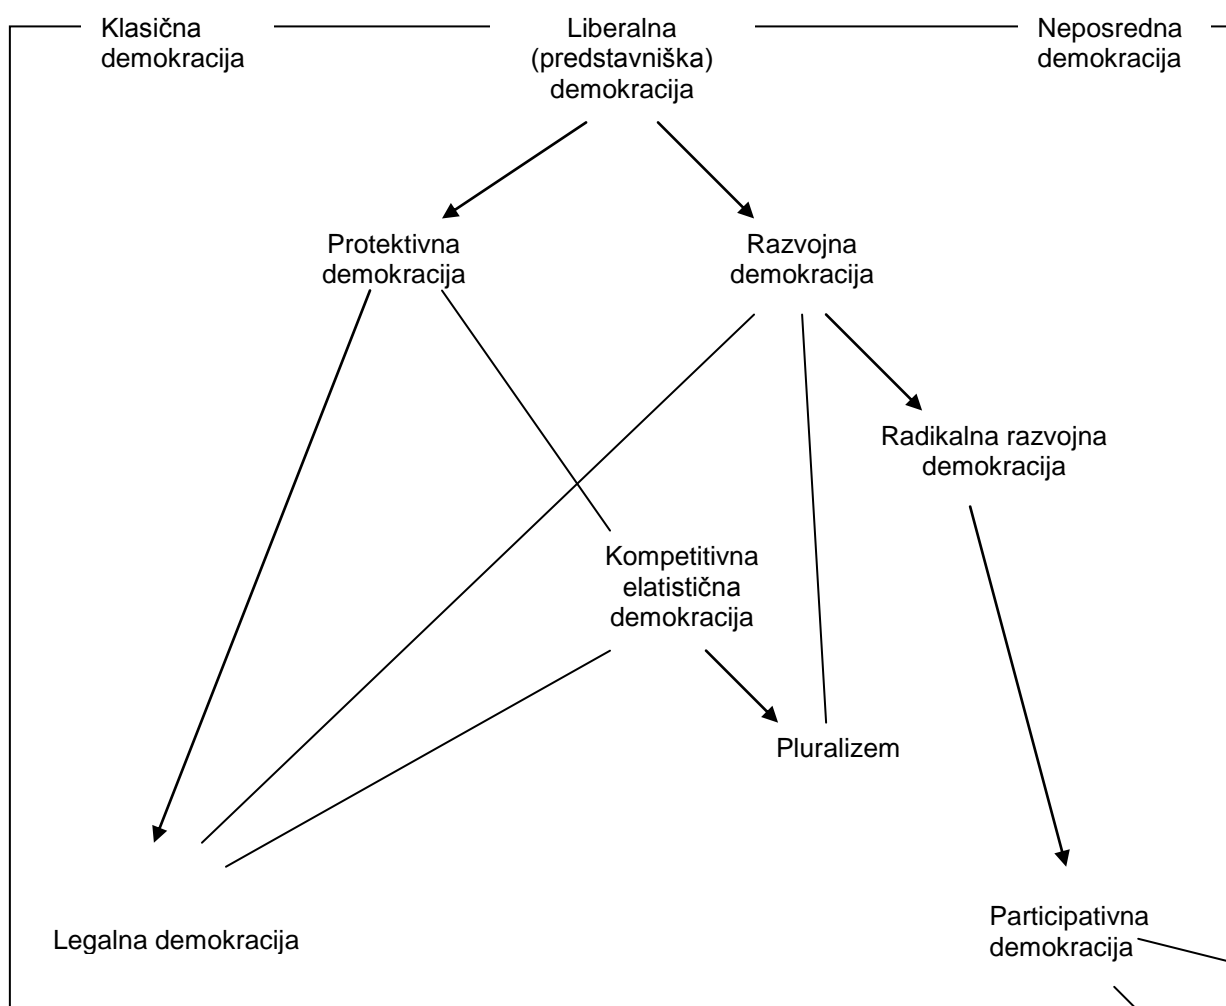 Klasična
demokracija
Liberalna
(predstavniška)
demokracija
Neposredna
demokracija
Protektivna
demokracija
Razvojna
demokracija
Radikalna razvojna
demokracija
Kompetitivna
elatistična
demokracija
Pluralizem
Legalna demokracija
Participativna
demokracija